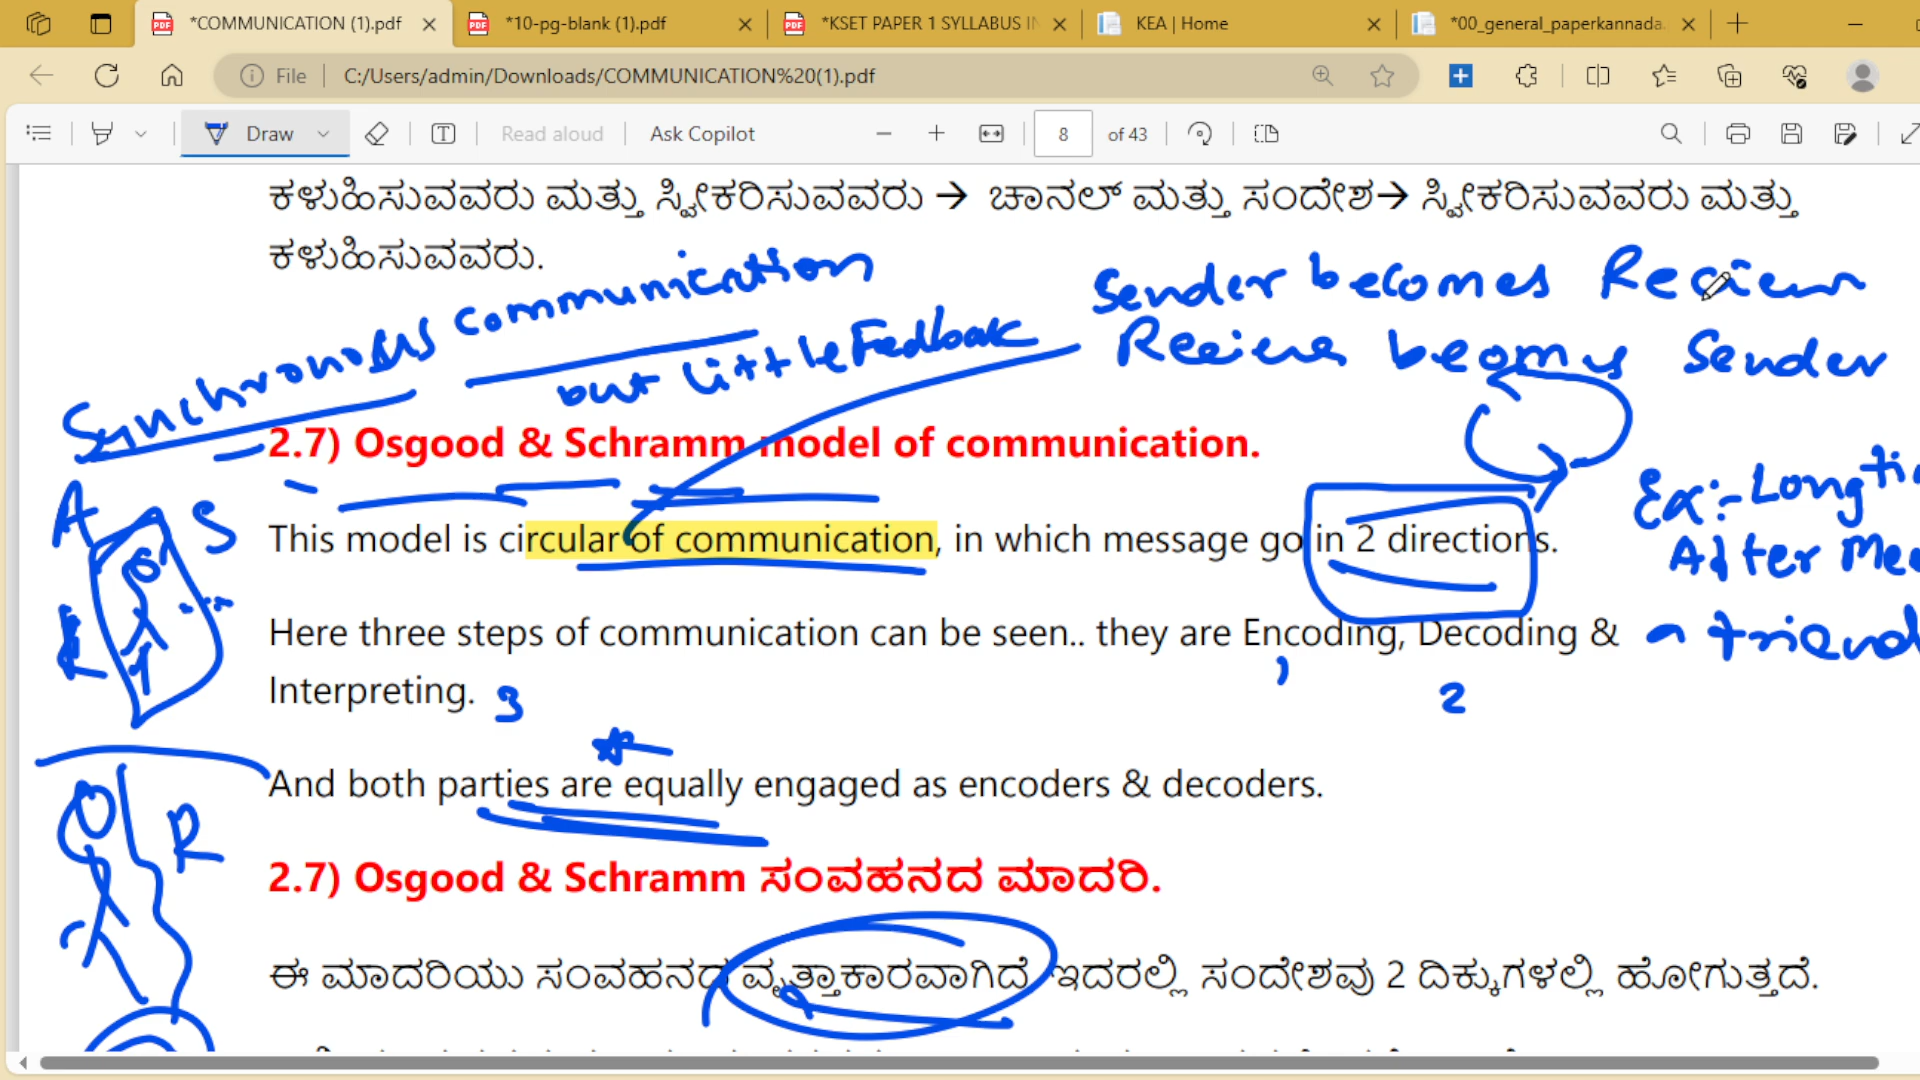 *COMMUNICATION (1).pdf
*10-pg-blank (1).pdf
*KSET PAPER 1 SYLLABUS IN
KEA | Home
*00_general_paperkannada.
File
C:/Users/admin/Downloads/COMMUNICATION%20(1).pdf
Draw
Read aloud
Ask Copilot
8 of 43
ಕಳುಹಿಸುವವರು ಮತ್ತು ಸ್ವೀಕರಿಸುವವರು → ಚಾನಲ್ ಮತ್ತು ಸಂದೇಶ→ ಸ್ವೀಕರಿಸುವವರು ಮತ್ತು
ಕಳುಹಿಸುವವರು.
communication
Sender becomes
becomes Sender
but Little
2.7) Osgood & Schramm model of communication.
A
S
Ex:- Long
This model is circular of communication, in which message go in 2 directions.
After
Here three steps of communication can be seen.. they are Encoding, Decoding &
a friend
Interpreting.
3
1
2
And both parties are equally engaged as encoders & decoders.
R
2.7) Osgood & Schramm ಸಂವಹನದ ಮಾದರಿ.
ಈ ಮಾದರಿಯು ಸಂವಹನದ ವೃತ್ತಾಕಾರವಾಗಿದೆ ಇದರಲ್ಲಿ ಸಂದೇಶವು 2 ದಿಕ್ಕುಗಳಲ್ಲಿ ಹೋಗುತ್ತದೆ.